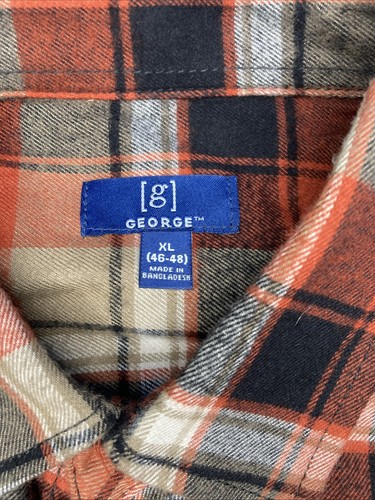 [g]
GEORGE™
XL
(46-48)
MADE IN
BANGLADESH